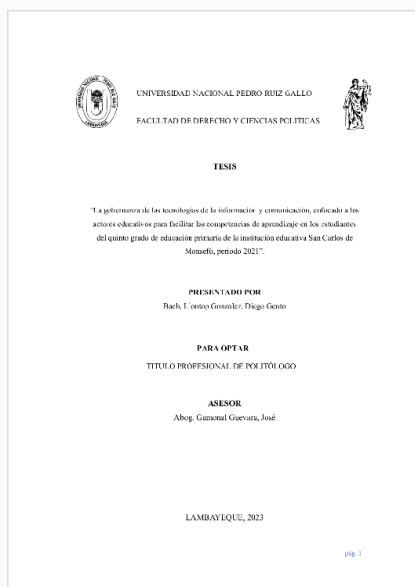 UNIVERSIDAD NACIONAL PEDRO RUIZ GALLO
FACULTAD DE DERECHO Y CIENCIAS POLITICAS
TESIS
"La gobernanza de las tecnologías de la información y comunicación, enfocado a los
actores educativos para facilitar las competencias de aprendizaje en los estudiantes
del quinto grado de educación primaria de la institución educativa San Carlos de
Monsefú, periodo 2021".
PRESENTADO POR
Bach. Llontop Gonzalez, Diego Gento
PARA OPTAR
TITULO PROFESIONAL DE POLITÓLOGO
ASESOR
Abog. Gamonal Guevara, José
LAMBAYEQUE, 2023
pág. 1